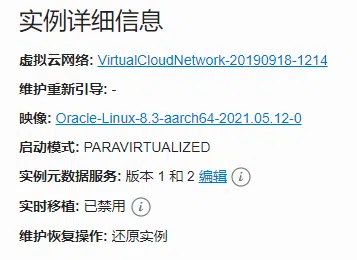 实例详细信息
虚拟云网络: VirtualCloudNetwork-20190918-1214
维护重新引导: -
映像: Oracle-Linux-8.3-aarch64-2021.05.12-0
启动模式: PARAVIRTUALIZED
实例元数据服务: 版本 1 和 2 编辑 i
实时移植: 已禁用 i
维护恢复操作: 还原实例